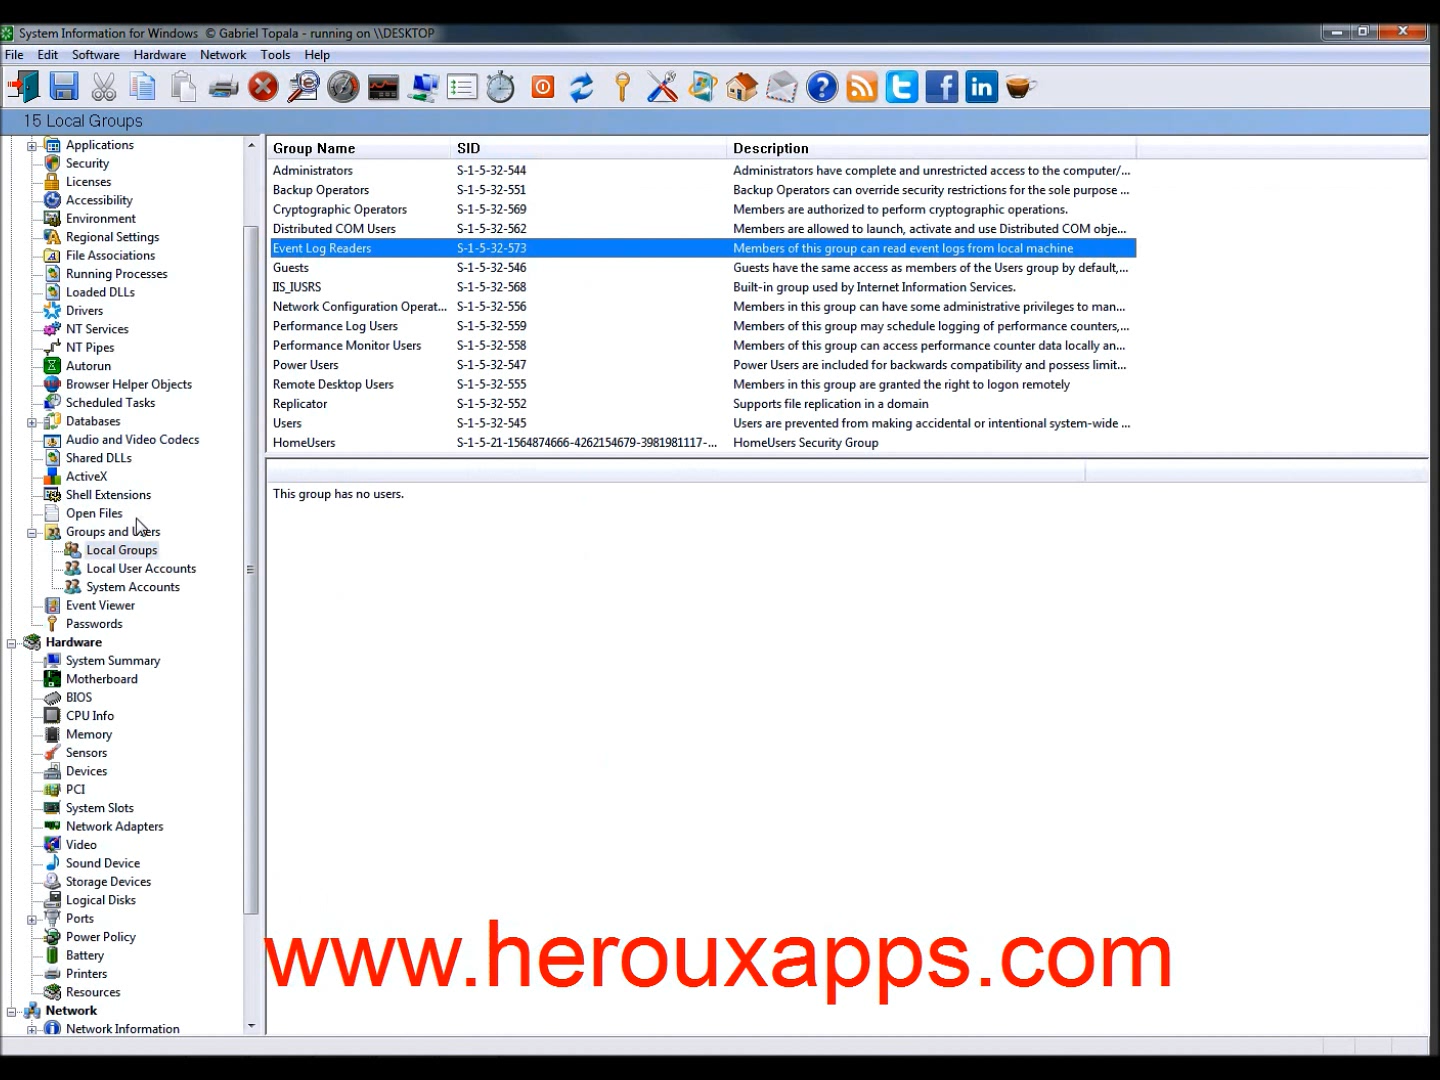 System Information for Windows © Gabriel Topala - running on \\DESKTOP
File Edit Software Hardware Network Tools Help
15 Local Groups
Applications
Security
Licenses
Accessibility
Environment
Regional Settings
File Associations
Running Processes
Loaded DLLs
Drivers
NT Services
NT Pipes
Autorun
Browser Helper Objects
Scheduled Tasks
Databases
Audio and Video Codecs
Shared DLLs
ActiveX
Shell Extensions
Open Files
Groups and Users
Local Groups
Local User Accounts
System Accounts
Event Viewer
Passwords
Hardware
System Summary
Motherboard
BIOS
CPU Info
Memory
Sensors
Devices
PCI
System Slots
Network Adapters
Video
Sound Device
Storage Devices
Logical Disks
Ports
Power Policy
Battery
Printers
Resources
Network
Network Information
Group Name SID Description
Administrators S-1-5-32-544 Administrators have complete and unrestricted access to the computer/...
Backup Operators S-1-5-32-551 Backup Operators can override security restrictions for the sole purpose ...
Cryptographic Operators S-1-5-32-569 Members are authorized to perform cryptographic operations.
Distributed COM Users S-1-5-32-562 Members are allowed to launch, activate and use Distributed COM obje...
Event Log Readers S-1-5-32-573 Members of this group can read event logs from local machine
Guests S-1-5-32-546 Guests have the same access as members of the Users group by default,...
IIS_IUSRS S-1-5-32-568 Built-in group used by Internet Information Services.
Network Configuration Operat... S-1-5-32-556 Members in this group can have some administrative privileges to man...
Performance Log Users S-1-5-32-559 Members of this group may schedule logging of performance counters,...
Performance Monitor Users S-1-5-32-558 Members of this group can access performance counter data locally an...
Power Users S-1-5-32-547 Power Users are included for backwards compatibility and possess limit...
Remote Desktop Users S-1-5-32-555 Members in this group are granted the right to logon remotely
Replicator S-1-5-32-552 Supports file replication in a domain
Users S-1-5-32-545 Users are prevented from making accidental or intentional system-wide ...
HomeUsers S-1-5-21-1564874666-4262154679-3981981117-... HomeUsers Security Group
This group has no users.
www.herouxapps.com